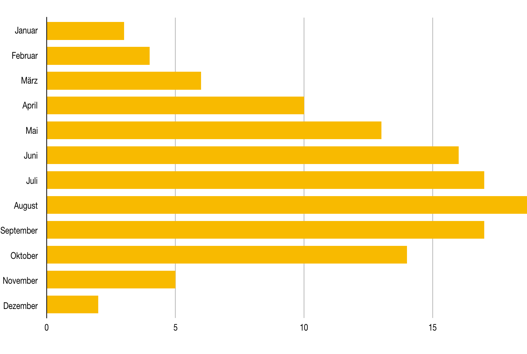 Januar
Februar
März
April
Mai
Juni
Juli
August
September
Oktober
November
Dezember
0 5 10 15